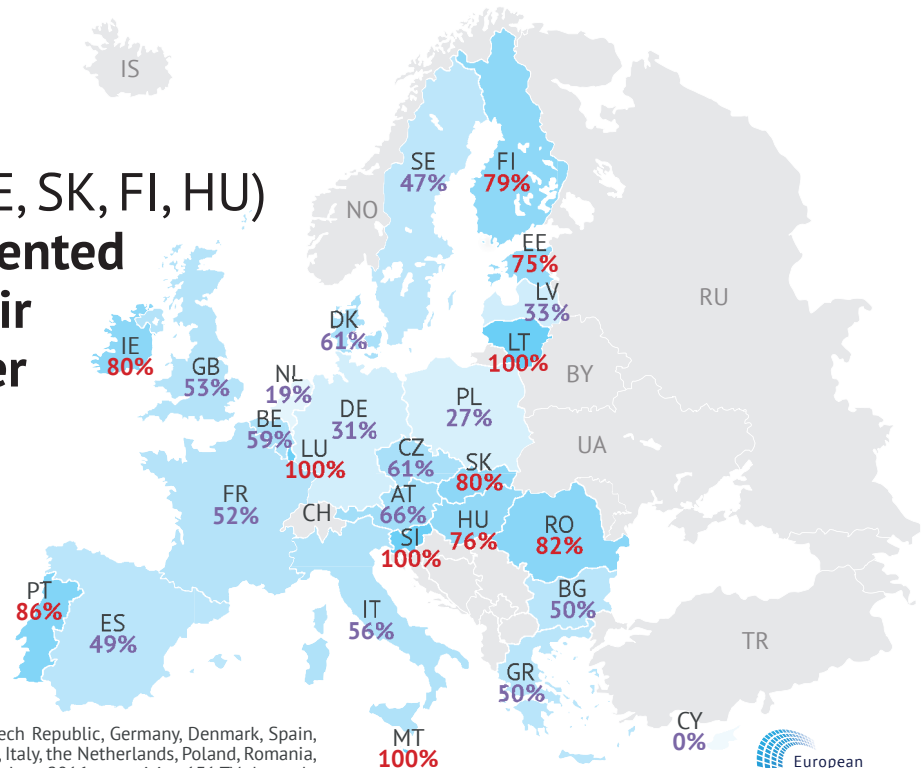 IS
E, SK, FI, HU)
ented
ir
er
SE
47%
FI
79%
NO
EE
75%
LV
33%
RU
DK
61%
LT
100%
IE
80%
GB
53%
BY
NL
19%
PL
27%
DE
31%
BE
59%
UA
CZ
61%
LU
100%
SK
80%
FR
52%
AT
66%
CH
HU
76%
RO
82%
SI
100%
PT
86%
BG
50%
IT
56%
ES
49%
TR
GR
50%
CY
0%
MT
100%
ech Republic, Germany, Denmark, Spain,
, Italy, the Netherlands, Poland, Romania,
European